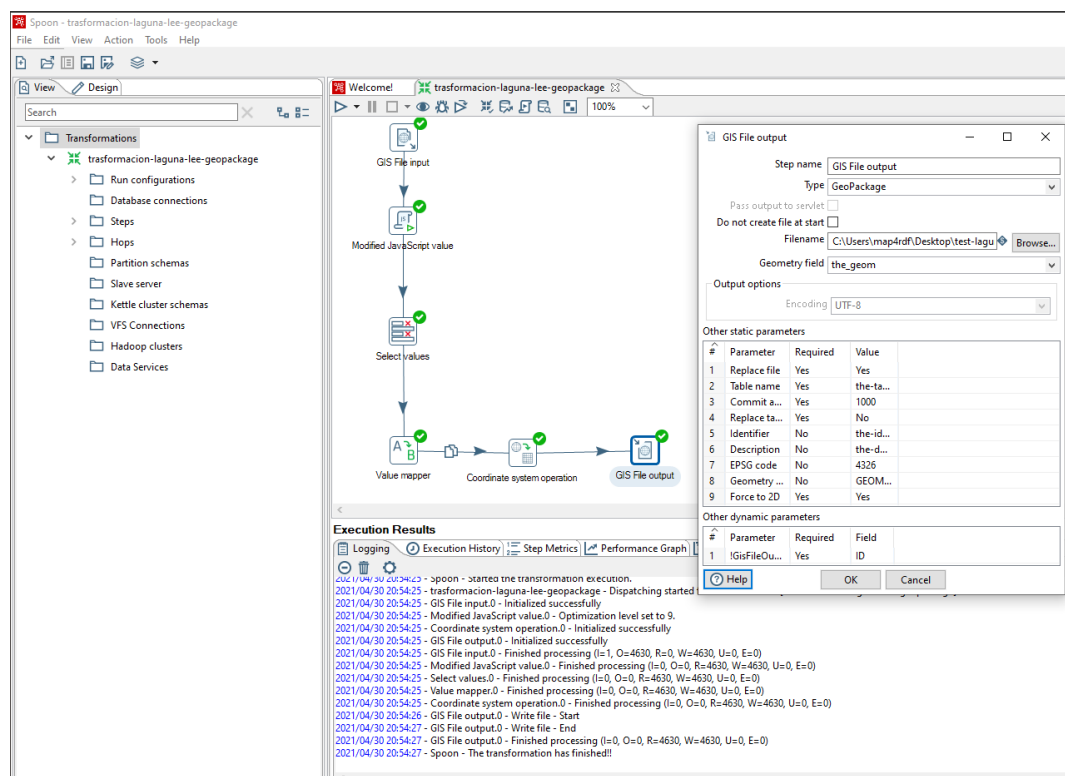 Spoon - trasformacion-laguna-lee-geopackage
File Edit View Action Tools Help
View Design
Search
Transformations
trasformacion-laguna-lee-geopackage
Run configurations
Database connections
Steps
Hops
Partition schemas
Slave server
Kettle cluster schemas
VFS Connections
Hadoop clusters
Data Services
Welcome! trasformacion-laguna-lee-geopackage
100%
GIS File input
Modified JavaScript value
Select values
A B
Value mapper
Coordinate system operation
GIS File output
GIS File output
Step name GIS File output
Type GeoPackage
Pass output to servlet
Do not create file at start
Filename C:\Users\map4rdf\Desktop\test-lagu Browse...
Geometry field the_geom
Output options
Encoding UTF-8
Other static parameters
# Parameter Required Value
1 Replace file Yes Yes
2 Table name Yes the-ta...
3 Commit a... Yes 1000
4 Replace ta... Yes No
5 Identifier No the-id...
6 Description No the-d...
7 EPSG code No 4326
8 Geometry ... No GEOM...
9 Force to 2D Yes Yes
Other dynamic parameters
# Parameter Required Field
1 !GisFileOu... Yes ID
Help OK Cancel
Execution Results
Logging Execution History Step Metrics Performance Graph
2021/04/30 20:54:25 - Spoon - Started the transformation execution.
2021/04/30 20:54:25 - trasformacion-laguna-lee-geopackage - Dispatching started
2021/04/30 20:54:25 - GIS File input.0 - Initialized successfully
2021/04/30 20:54:25 - Modified JavaScript value.0 - Optimization level set to 9.
2021/04/30 20:54:25 - Coordinate system operation.0 - Initialized successfully
2021/04/30 20:54:25 - GIS File output.0 - Initialized successfully
2021/04/30 20:54:25 - GIS File input.0 - Finished processing (I=1, O=4630, R=0, W=4630, U=0, E=0)
2021/04/30 20:54:25 - Modified JavaScript value.0 - Finished processing (I=0, O=0, R=4630, W=4630, U=0, E=0)
2021/04/30 20:54:25 - Select values.0 - Finished processing (I=0, O=0, R=4630, W=4630, U=0, E=0)
2021/04/30 20:54:25 - Value mapper.0 - Finished processing (I=0, O=0, R=4630, W=4630, U=0, E=0)
2021/04/30 20:54:25 - Coordinate system operation.0 - Finished processing (I=0, O=0, R=4630, W=4630, U=0, E=0)
2021/04/30 20:54:26 - GIS File output.0 - Write file - Start
2021/04/30 20:54:27 - GIS File output.0 - Write file - End
2021/04/30 20:54:27 - GIS File output.0 - Finished processing (I=0, O=0, R=4630, W=4630, U=0, E=0)
2021/04/30 20:54:27 - Spoon - The transformation has finished!!